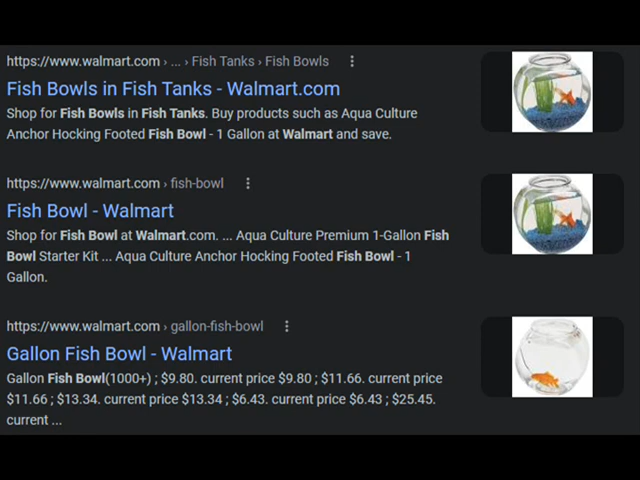 https://www.walmart.com › ... › Fish Tanks › Fish Bowls
Fish Bowls in Fish Tanks - Walmart.com
Shop for Fish Bowls in Fish Tanks. Buy products such as Aqua Culture
Anchor Hocking Footed Fish Bowl - 1 Gallon at Walmart and save.
https://www.walmart.com › fish-bowl
Fish Bowl - Walmart
Shop for Fish Bowl at Walmart.com. ... Aqua Culture Premium 1-Gallon Fish
Bowl Starter Kit ... Aqua Culture Anchor Hocking Footed Fish Bowl - 1
Gallon.
https://www.walmart.com › gallon-fish-bowl
Gallon Fish Bowl - Walmart
Gallon Fish Bowl(1000+) ; $9.80. current price $9.80 ; $11.66. current price
$11.66 ; $13.34. current price $13.34 ; $6.43. current price $6.43 ; $25.45.
current ...